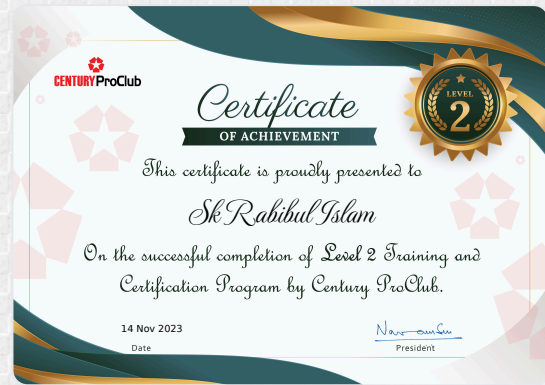 CENTURY ProClub
Certificate
OF ACHIEVEMENT
LEVEL
2
This certificate is proudly presented to
Sk Rabibul Islam
On the successful completion of Level 2 Training and
Certification Program by Century ProClub.
14 Nov 2023
Date
President